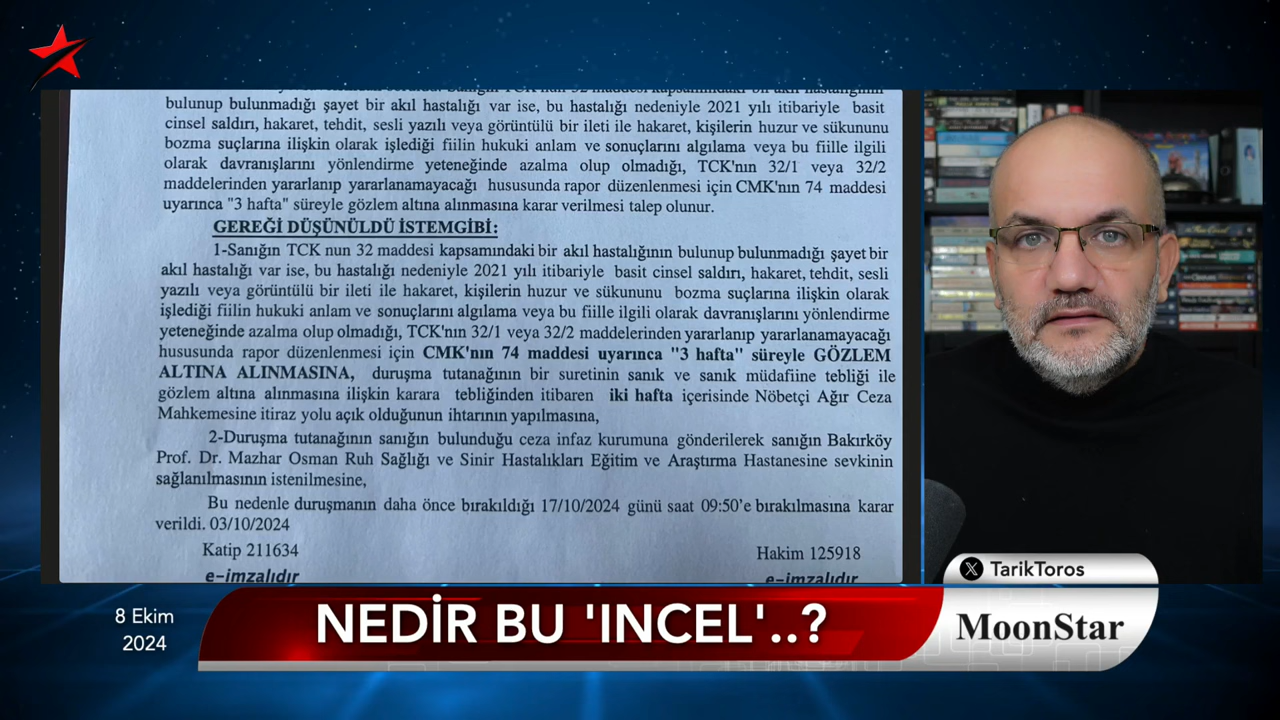 bulunup bulunmadığı şayet bir akıl hastalığı var ise, bu hastalığı nedeniyle 2021 yılı itibariyle basit
cinsel saldırı, hakaret, tehdit, sesli yazılı veya görüntülü bir ileti ile hakaret, kişilerin huzur ve sükununu
bozma suçlarına ilişkin olarak işlediği fiilin hukuki anlam ve sonuçlarını algılama veya bu fiille ilgili
olarak davranışlarını yönlendirme yeteneğinde azalma olup olmadığı, TCK'nın 32/1 veya 32/2
maddelerinden yararlanıp yararlanamayacağı hususunda rapor düzenlenmesi için CMK'nın 74 maddesi
uyarınca "3 hafta" süreyle gözlem altına alınmasına karar verilmesi talep olunur.
GEREĞİ DÜŞÜNÜLDÜ İSTEMGİBİ:
1-Sanığın TCK nun 32 maddesi kapsamındaki bir akıl hastalığının bulunup bulunmadığı şayet bir
akıl hastalığı var ise, bu hastalığı nedeniyle 2021 yılı itibariyle basit cinsel saldırı, hakaret, tehdit, sesli
yazılı veya görüntülü bir ileti ile hakaret, kişilerin huzur ve sükununu bozma suçlarına ilişkin olarak
işlediği fiilin hukuki anlam ve sonuçlarını algılama veya bu fiille ilgili olarak davranışlarını yönlendirme
yeteneğinde azalma olup olmadığı, TCK'nın 32/1 veya 32/2 maddelerinden yararlanıp yararlanamayacağı
hususunda rapor düzenlenmesi için CMK'nın 74 maddesi uyarınca "3 hafta" süreyle GÖZLEM
ALTINA ALINMASINA, duruşma tutanağının bir suretinin sanık ve sanık müdafiine tebliği ile
gözlem altına alınmasına ilişkin karara tebliğinden itibaren iki hafta içerisinde Nöbetçi Ağır Ceza
Mahkemesine itiraz yolu açık olduğunun ihtarının yapılmasına,
2-Duruşma tutanağının sanığın bulunduğu ceza infaz kurumuna gönderilerek sanığın Bakırköy
Prof. Dr. Mazhar Osman Ruh Sağlığı ve Sinir Hastalıkları Eğitim ve Araştırma Hastanesine sevkinin
sağlanılmasının istenilmesine,
Bu nedenle duruşmanın daha önce bırakıldığı 17/10/2024 günü saat 09:50'e bırakılmasına karar
verildi. 03/10/2024
Katip 211634 Hakim 125918
e-imzalıdır e-imzalıdır
TarikToros
8 Ekim
2024
NEDİR BU 'INCEL'..?
MoonStar